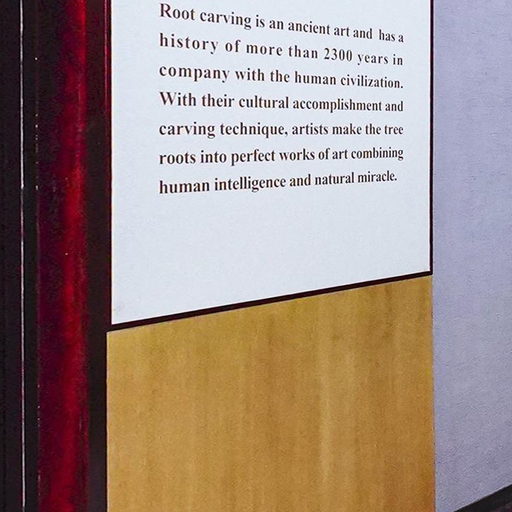 Root carving is an ancient art and has a
history of more than 2300 years in
company with the human civilization.
With their cultural accomplishment and
carving technique, artists make the tree
roots into perfect works of art combining
human intelligence and natural miracle.